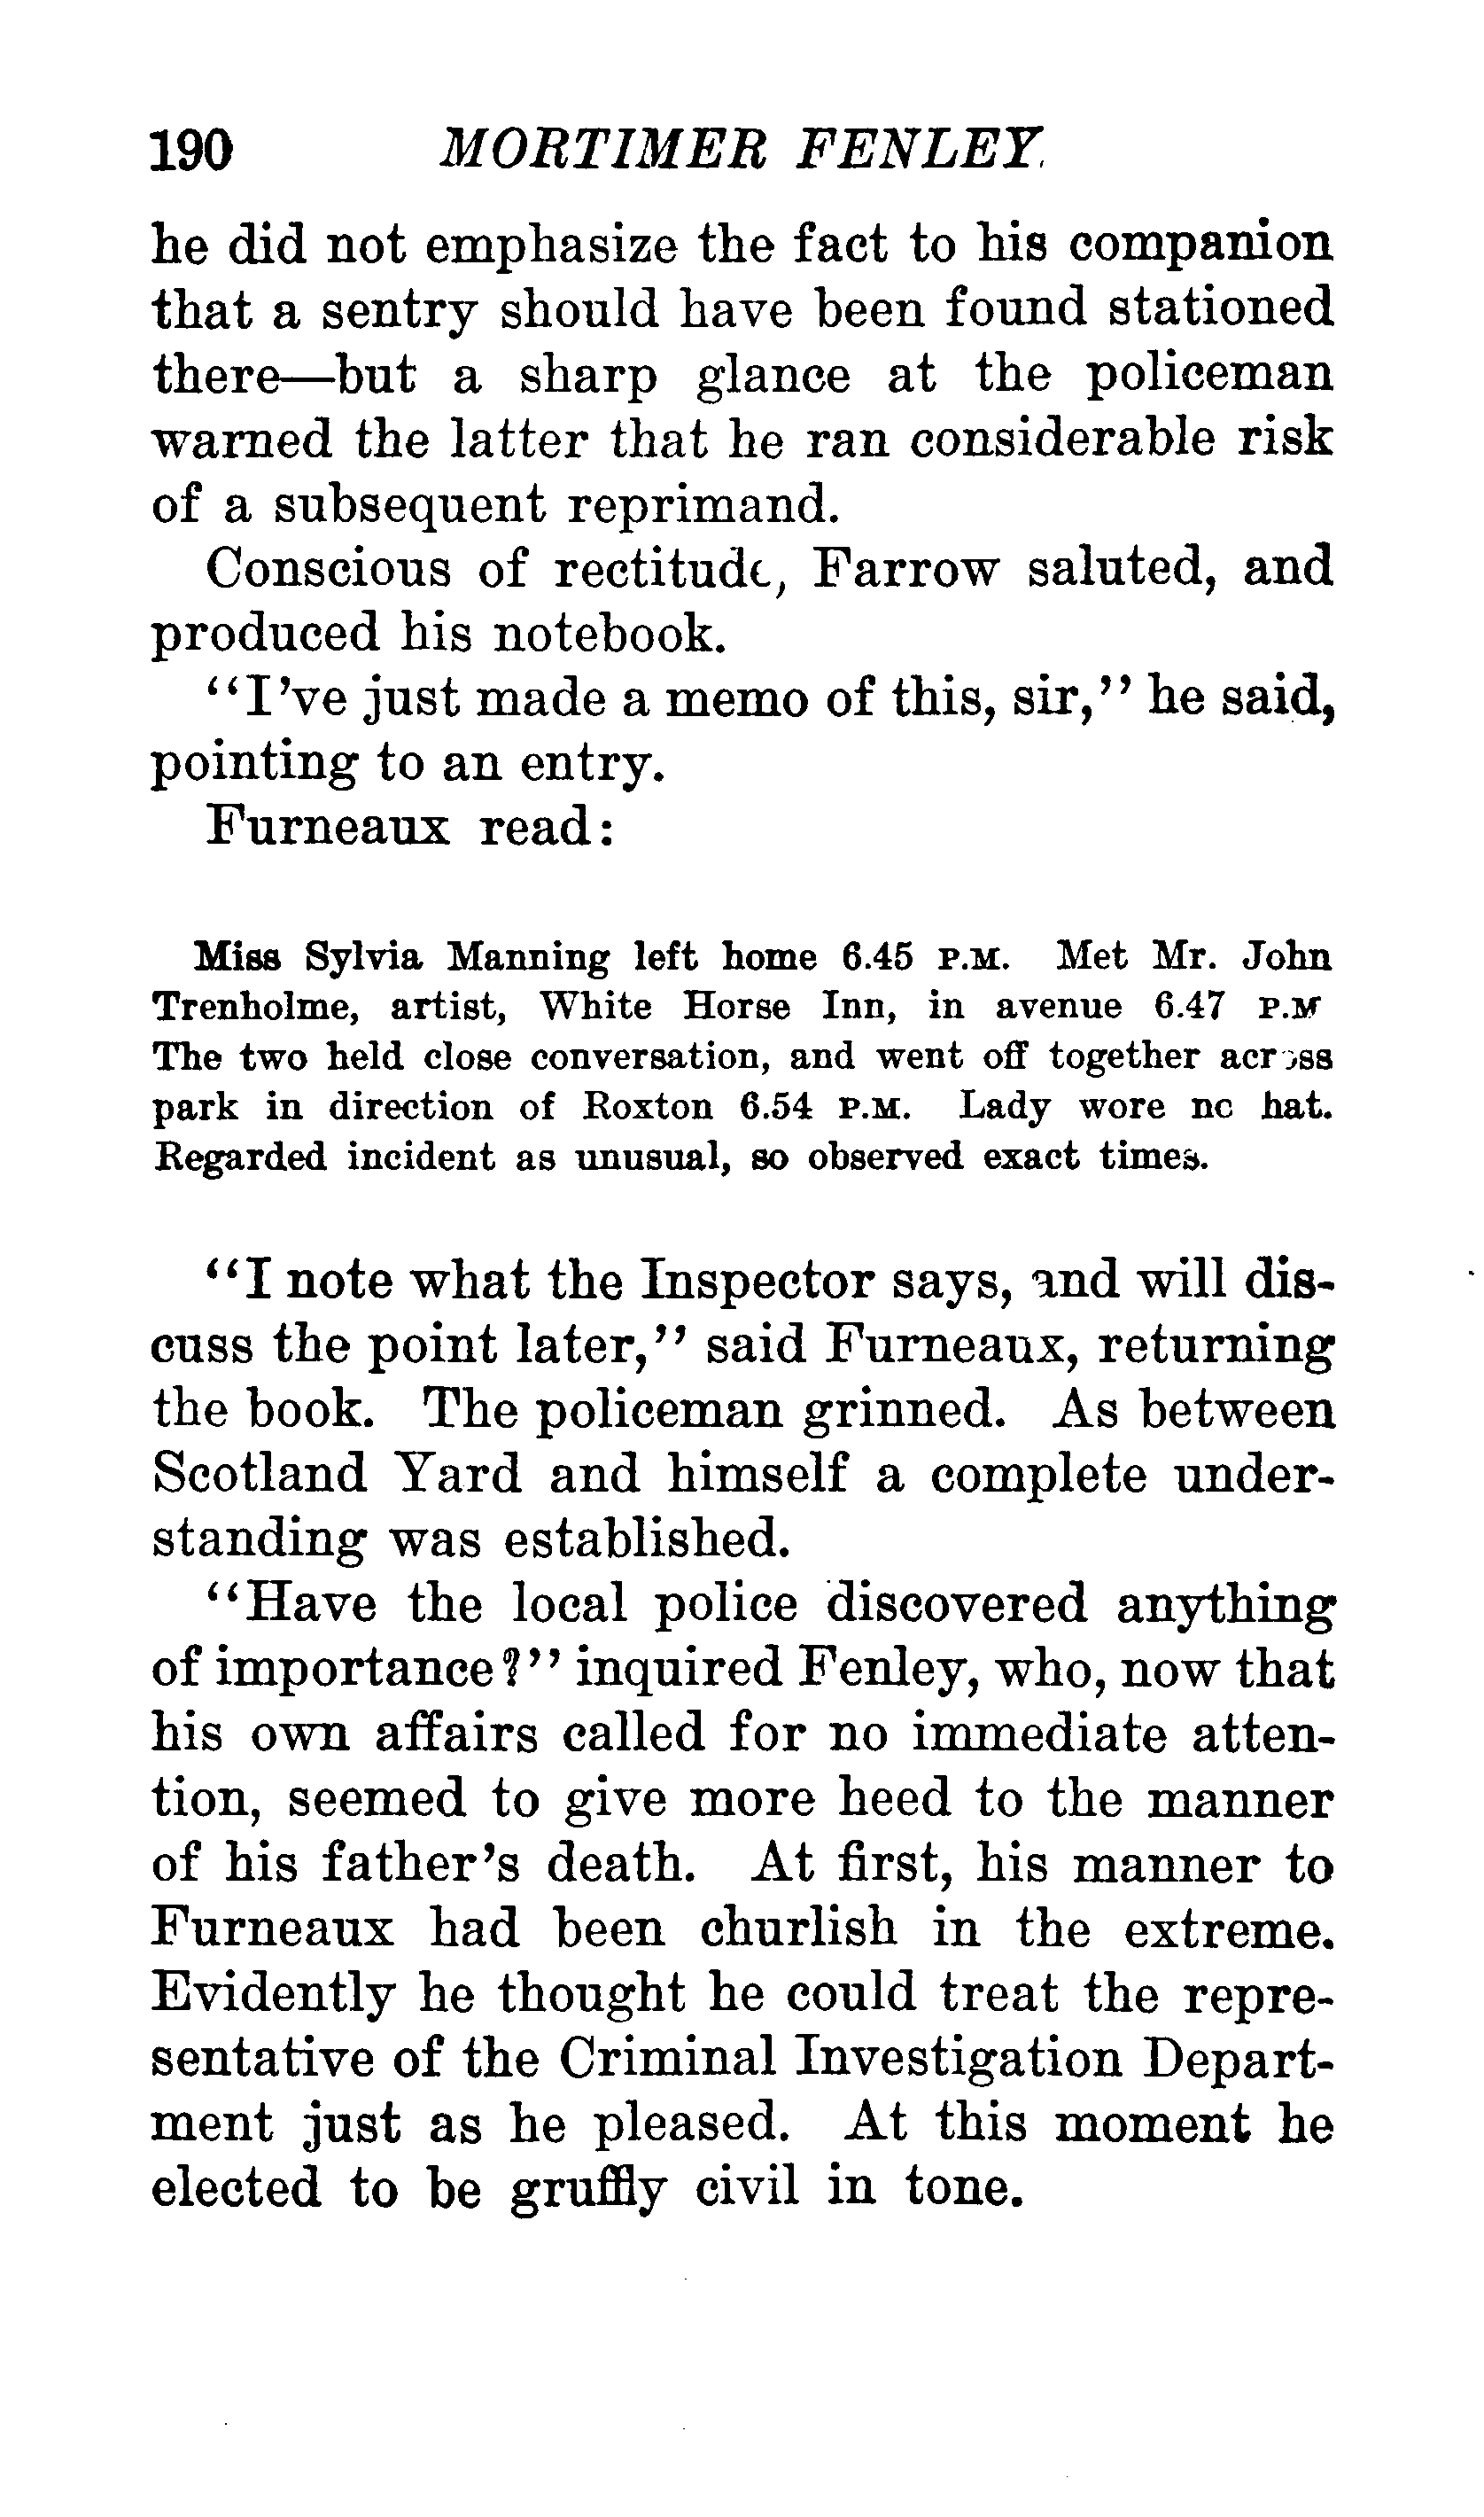 190 MORTIMER FENLEY
he did not emphasize the fact to his companion
that a sentry should have been found stationed
there—but a sharp glance at the policeman
warned the latter that he ran considerable risk
of a subsequent reprimand.
Conscious of rectitude, Farrow saluted, and
produced his notebook.
"I've just made a memo of this, sir," he said,
pointing to an entry.
Furneaux read:
Miss Sylvia Manning left home 6.45 P.M. Met Mr. John
Trenholme, artist, White Horse Inn, in avenue 6.47 P.M
The two held close conversation, and went off together across
park in direction of Roxton 6.54 P.M. Lady wore no hat.
Regarded incident as unusual, so observed exact times.
"I note what the Inspector says, and will dis-
cuss the point later," said Furneaux, returning
the book. The policeman grinned. As between
Scotland Yard and himself a complete under-
standing was established.
"Have the local police discovered anything
of importance?" inquired Fenley, who, now that
his own affairs called for no immediate atten-
tion, seemed to give more heed to the manner
of his father's death. At first, his manner to
Furneaux had been churlish in the extreme.
Evidently he thought he could treat the repre-
sentative of the Criminal Investigation Depart-
ment just as he pleased. At this moment he
elected to be gruffly civil in tone.